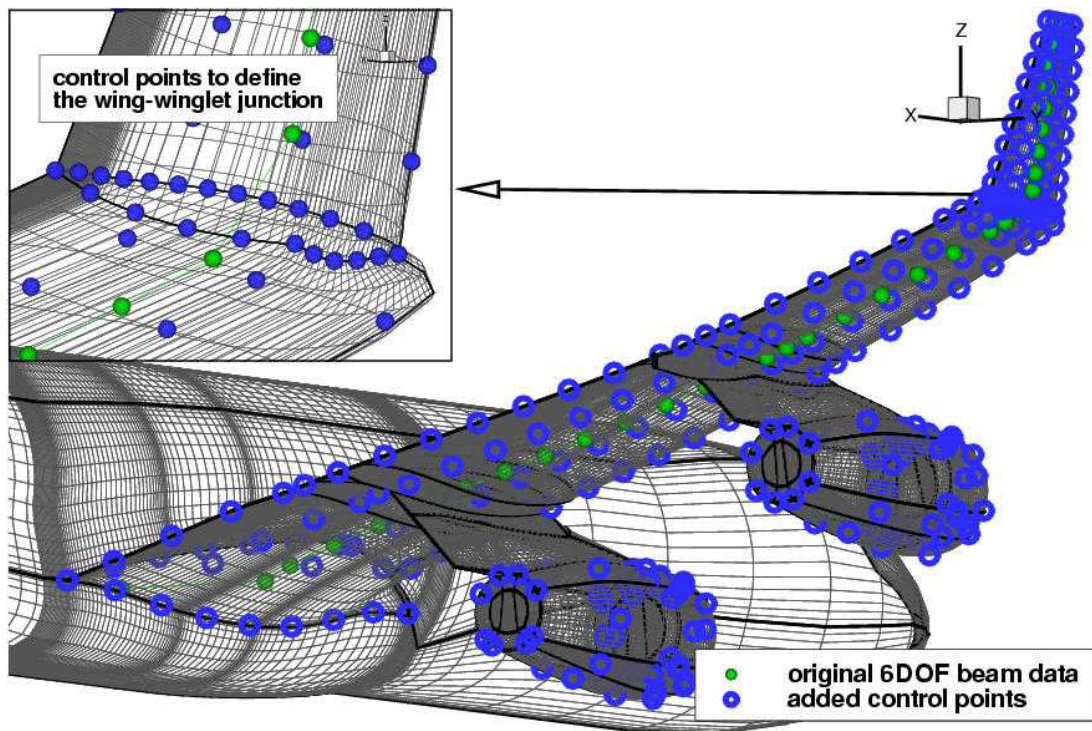 control points to define
the wing-winglet junction
Z
X
Y
original 6DOF beam data
added control points